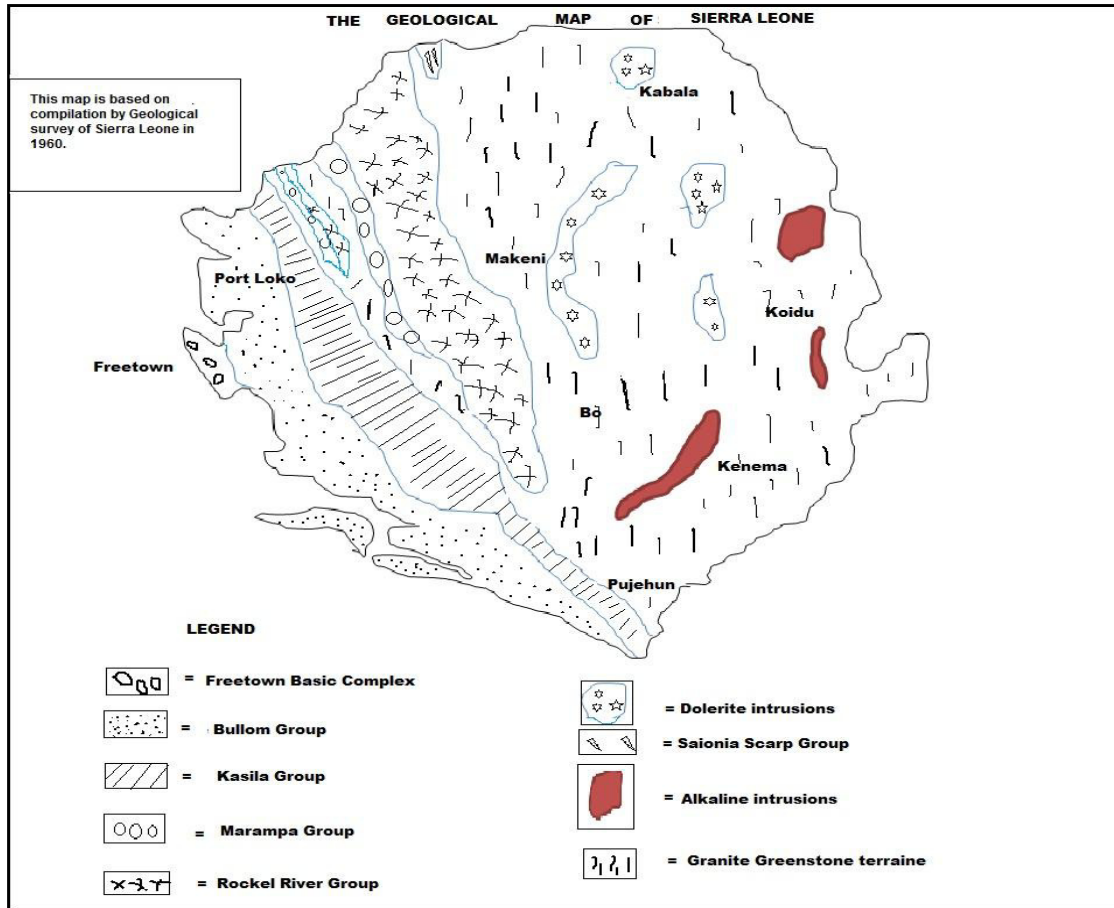 THE GEOLOGICAL MAP OF SIERRA LEONE
This map is based on
compilation by Geological
survey of Sierra Leone in
1960.
Kabala
Makeni
Port Loko
Koidu
Freetown
Bo
Kenema
Pujehun
LEGEND
= Freetown Basic Complex
= Bullom Group
= Kasila Group
= Marampa Group
= Rockel River Group
= Dolerite intrusions
= Saionia Scarp Group
= Alkaline intrusions
= Granite Greenstone terraine